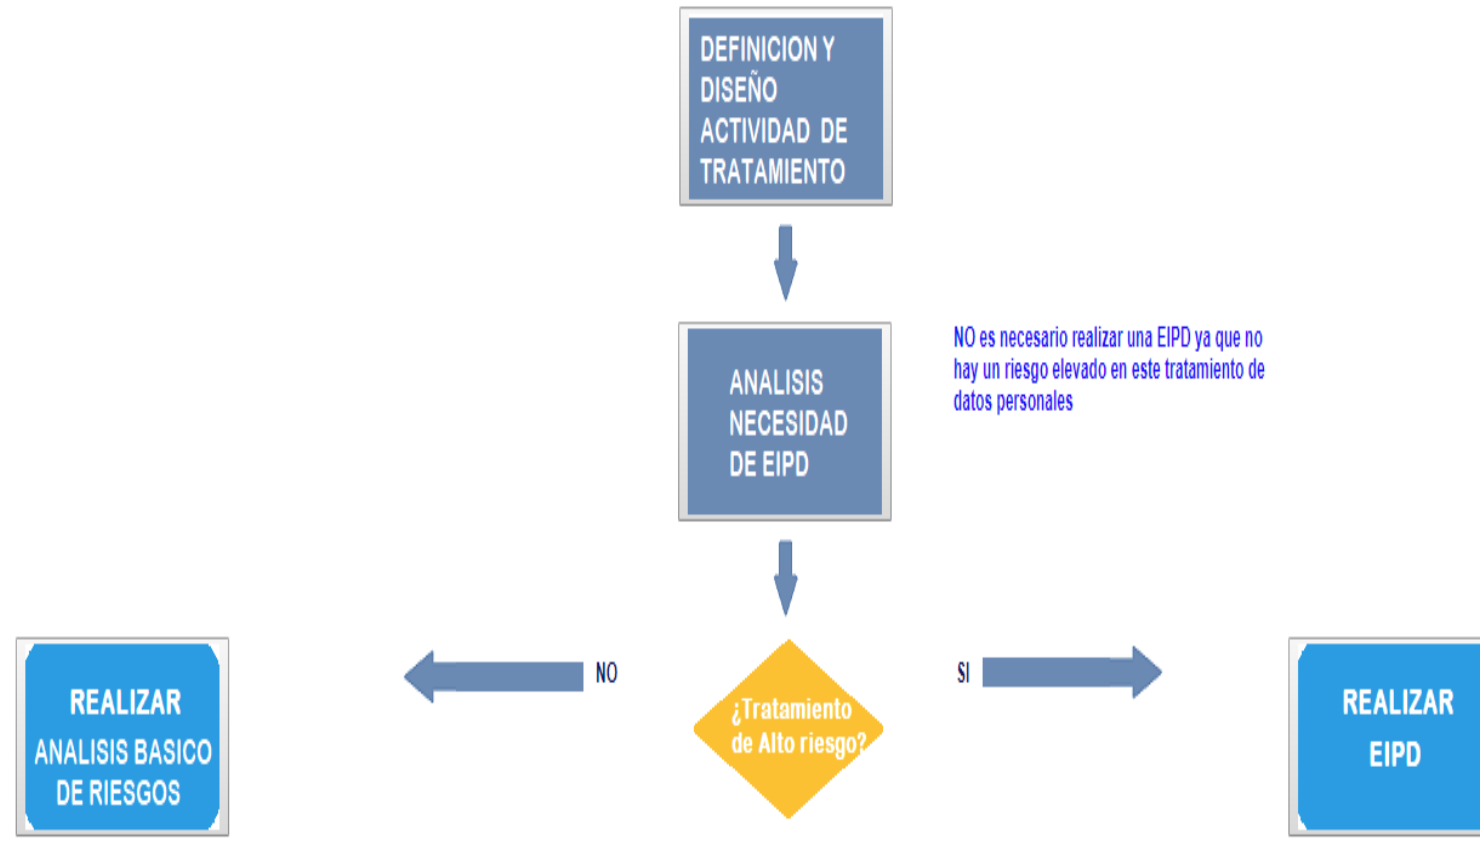 DEFINICION Y
DISEÑO
ACTIVIDAD DE
TRATAMIENTO
ANALISIS
NECESIDAD
DE EIPD
NO es necesario realizar una EIPD ya que no
hay un riesgo elevado en este tratamiento de
datos personales
REALIZAR
ANALISIS BASICO
DE RIESGOS
NO
¿Tratamiento
de Alto riesgo?
SI
REALIZAR
EIPD